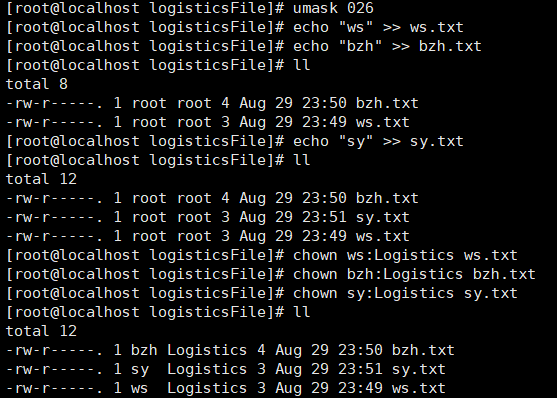 [root@localhost logisticsFile]# umask 026
[root@localhost logisticsFile]# echo "ws" >> ws.txt
[root@localhost logisticsFile]# echo "bzh" >> bzh.txt
[root@localhost logisticsFile]# ll
total 8
-rw-r-----. 1 root root 4 Aug 29 23:50 bzh.txt
-rw-r-----. 1 root root 3 Aug 29 23:49 ws.txt
[root@localhost logisticsFile]# echo "sy" >> sy.txt
[root@localhost logisticsFile]# ll
total 12
-rw-r-----. 1 root root 4 Aug 29 23:50 bzh.txt
-rw-r-----. 1 root root 3 Aug 29 23:51 sy.txt
-rw-r-----. 1 root root 3 Aug 29 23:49 ws.txt
[root@localhost logisticsFile]# chown ws:Logistics ws.txt
[root@localhost logisticsFile]# chown bzh:Logistics bzh.txt
[root@localhost logisticsFile]# chown sy:Logistics sy.txt
[root@localhost logisticsFile]# ll
total 12
-rw-r-----. 1 bzh Logistics 4 Aug 29 23:50 bzh.txt
-rw-r-----. 1 sy  Logistics 3 Aug 29 23:51 sy.txt
-rw-r-----. 1 ws  Logistics 3 Aug 29 23:49 ws.txt